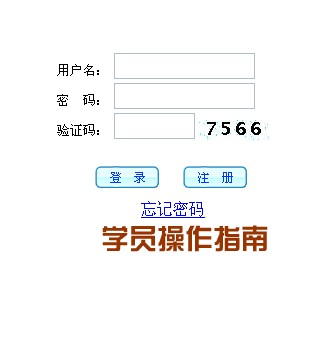 用户名：
密　码：
验证码： 7566
登　录　注　册
忘记密码
学员操作指南